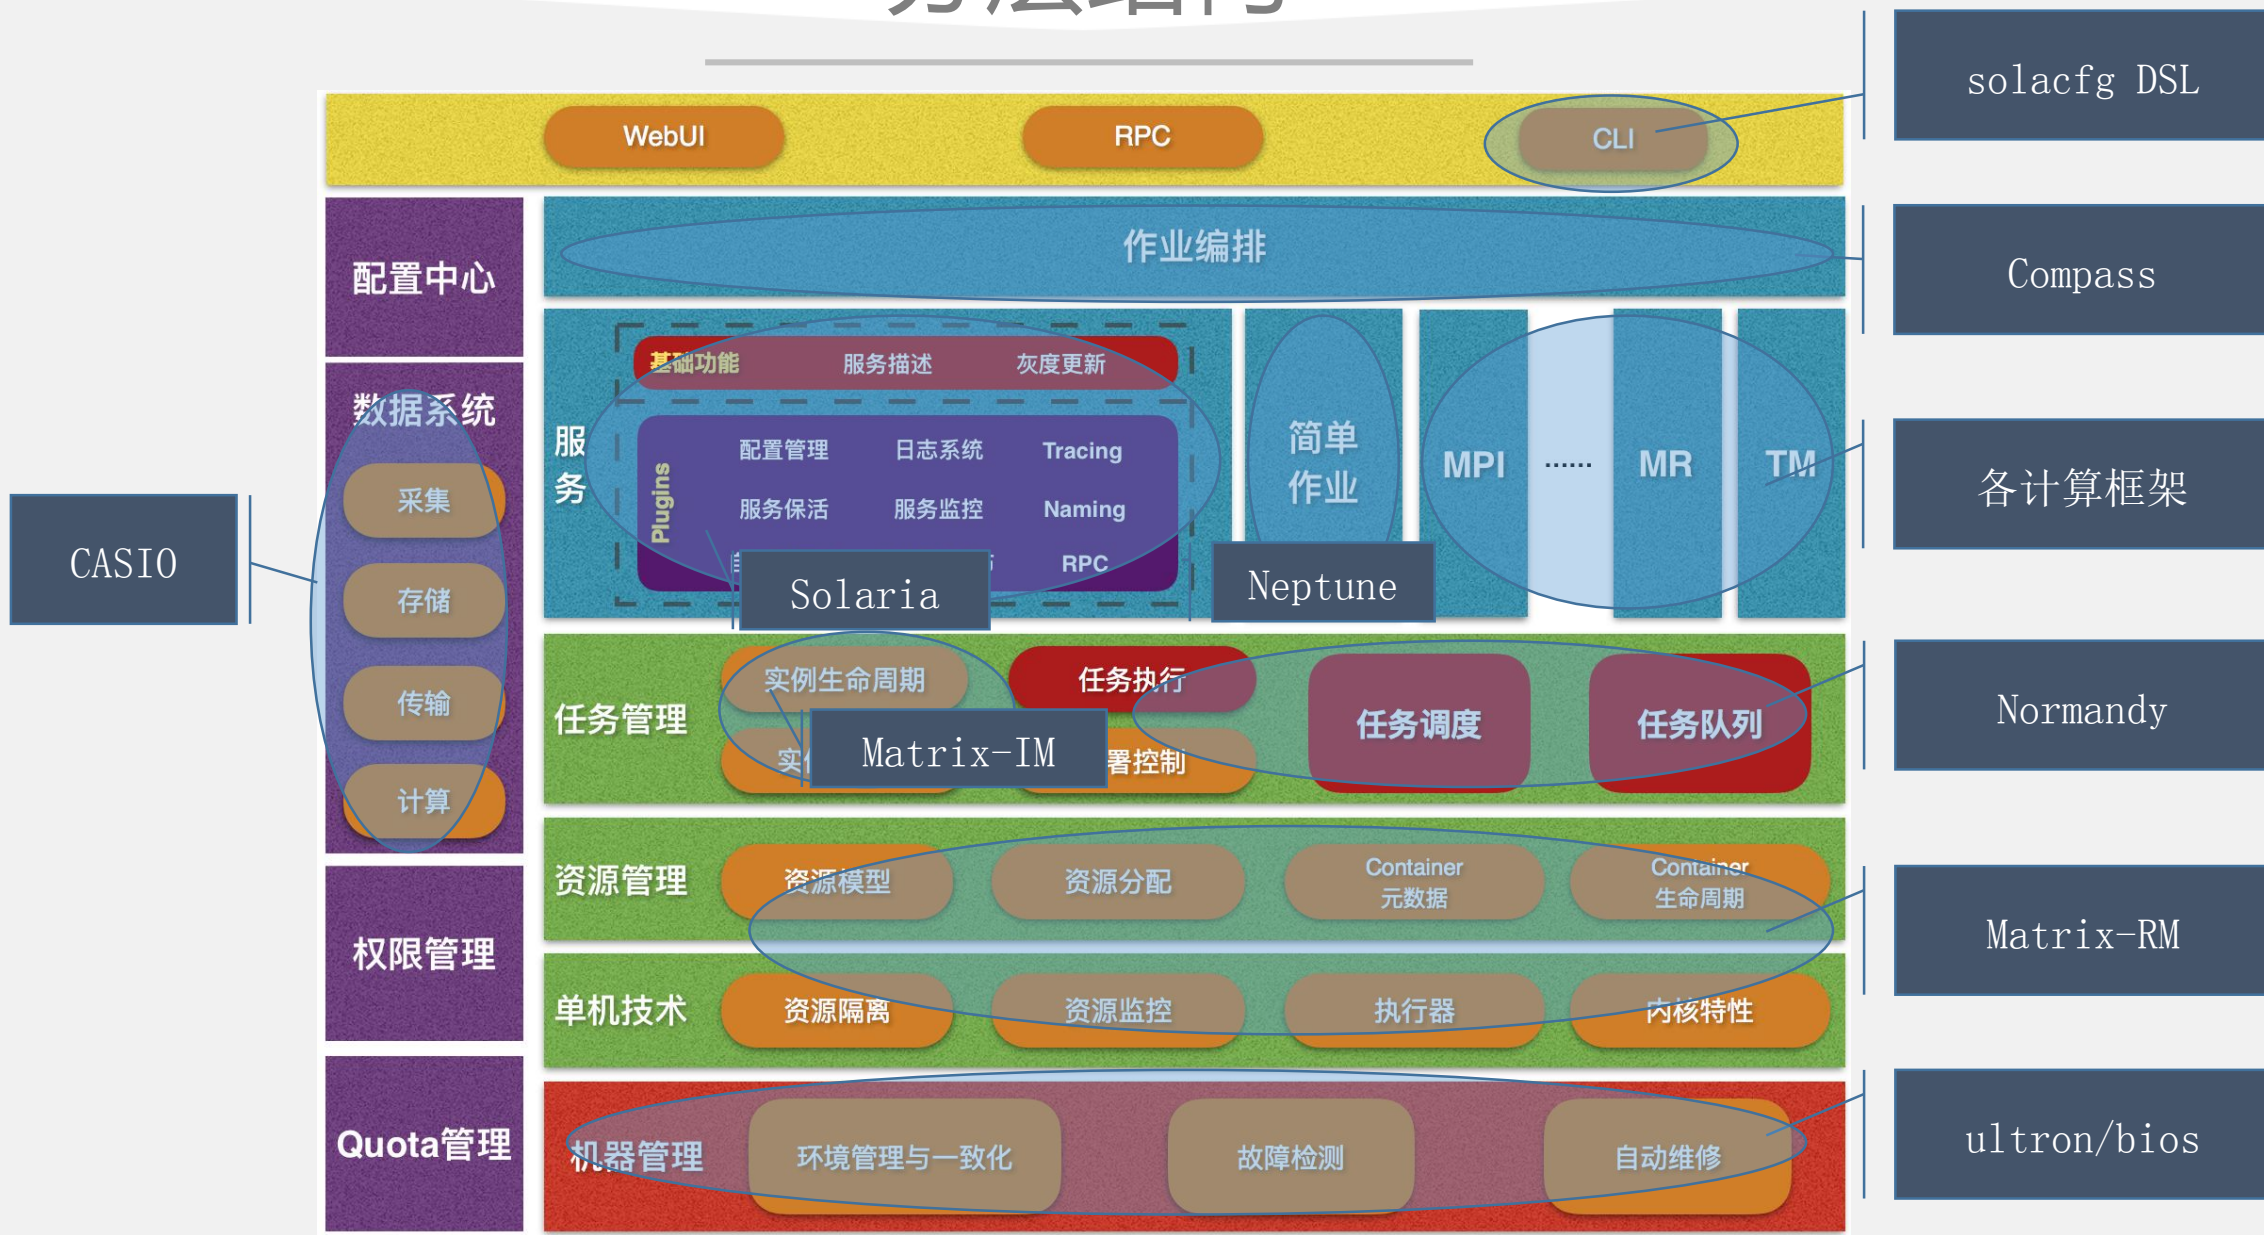 WebUI
RPC
CLI
solacfg DSL
配置中心
作业编排
Compass
数据系统
采集
存储
传输
计算
CASIO
服务
基础功能
服务描述
灰度更新
Plugins
配置管理
日志系统
Tracing
服务保活
服务监控
Naming
RPC
Solaria
简单
作业
Neptune
MPI
......
MR
TM
各计算框架
任务管理
实例生命周期
任务执行
署控制
Matrix-IM
任务调度
任务队列
Normandy
权限管理
资源管理
资源模型
资源分配
Container
元数据
Container
生命周期
Matrix-RM
单机技术
资源隔离
资源监控
执行器
内核特性
Quota管理
机器管理
环境管理与一致化
故障检测
自动维修
ultron/bios